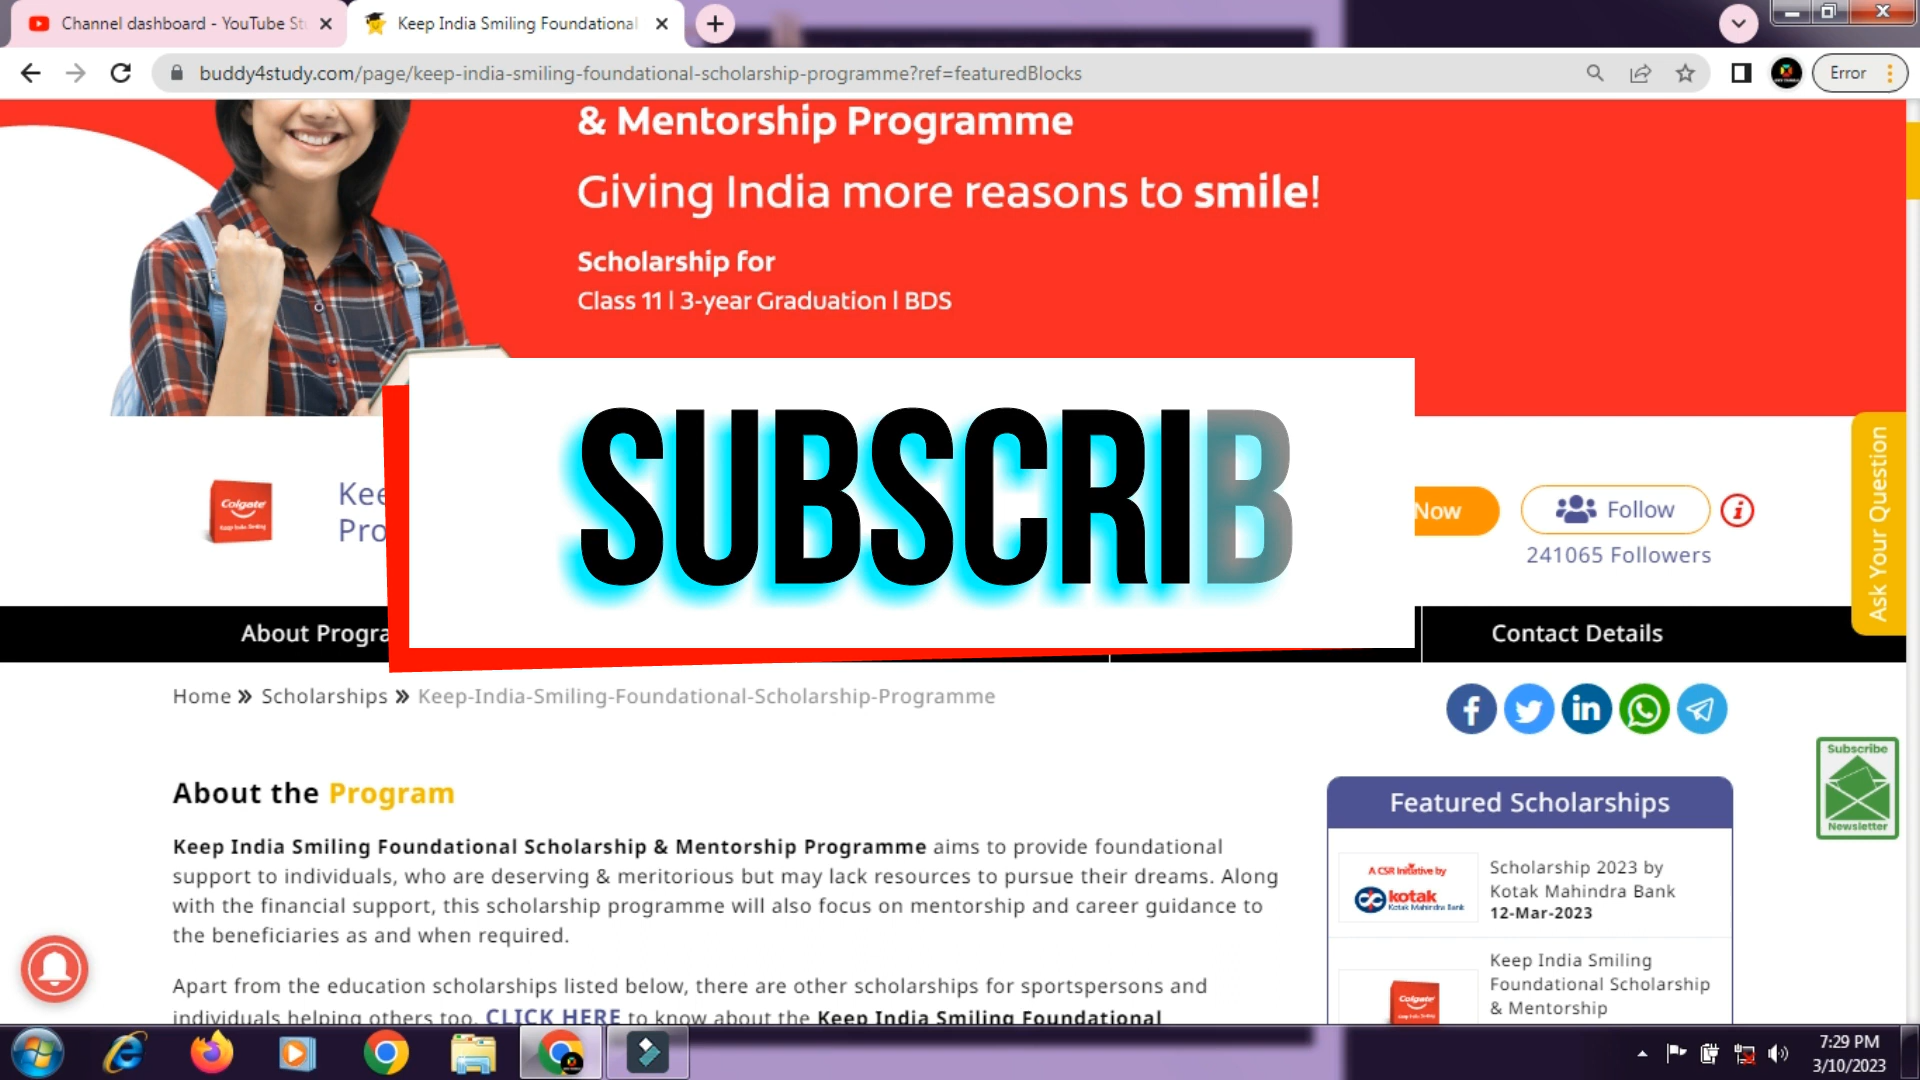 Channel dashboard - YouTube St
Keep India Smiling Foundational
buddy4study.com/page/keep-india-smiling-foundational-scholarship-programme?ref=featuredBlocks
Error
& Mentorship Programme
Giving India more reasons to smile!
Scholarship for
Class 11 | 3-year Graduation | BDS
SUBSCRIB
Colgate
Kee
Pro
Now
Follow
241065 Followers
Ask Your Question
About Progra
Contact Details
Home » Scholarships » Keep-India-Smiling-Foundational-Scholarship-Programme
Subscribe
Newsletter
About the Program
Keep India Smiling Foundational Scholarship & Mentorship Programme aims to provide foundational
support to individuals, who are deserving & meritorious but may lack resources to pursue their dreams. Along
with the financial support, this scholarship programme will also focus on mentorship and career guidance to
the beneficiaries as and when required.
Apart from the education scholarships listed below, there are other scholarships for sportspersons and
individuals helping others too. CLICK HERE to know about the Keep India Smiling Foundational
Featured Scholarships
A CSR Initiative by
kotak
Kotak Mahindra Bank
Scholarship 2023 by
Kotak Mahindra Bank
12-Mar-2023
Colgate
Keep India Smiling
Foundational Scholarship
& Mentorship
7:29 PM
3/10/2023